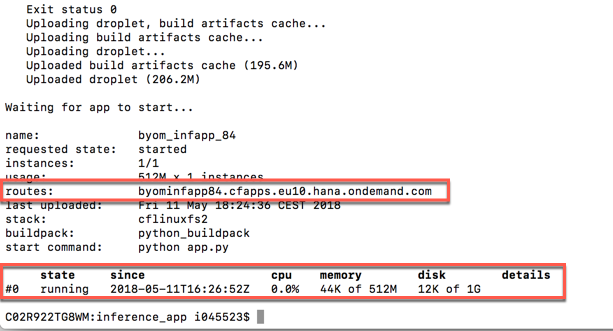 Exit status 0
Uploading droplet, build artifacts cache...
Uploading build artifacts cache...
Uploading droplet...
Uploaded build artifacts cache (195.6M)
Uploaded droplet (206.2M)
Waiting for app to start...
name: byom_infapp_84
requested state: started
instances: 1/1
usage: 512M x 1 instances
routes: byominfapp84.cfapps.eu10.hana.ondemand.com
last uploaded: Fri 11 May 18:24:36 CEST 2018
stack: cflinuxfs2
buildpack: python_buildpack
start command: python app.py
state since cpu memory disk details
#0 running 2018-05-11T16:26:52Z 0.0% 44K of 512M 12K of 1G
C02R922TG8WM:inference_app i045523$